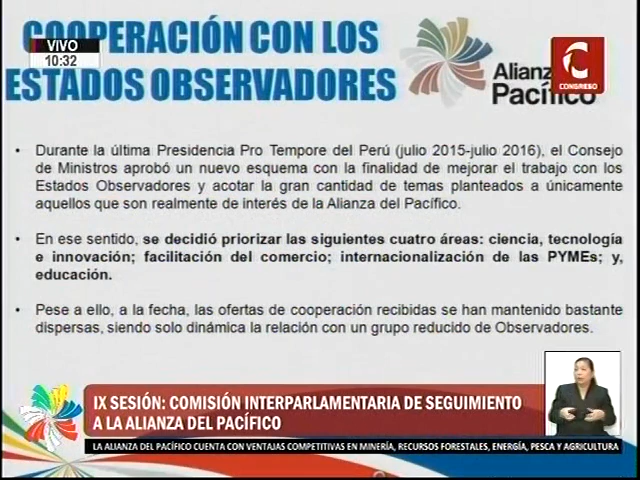 COOPERACIÓN CON LOS
VIVO
10:32
ESTADOS OBSERVADORES
Alianza
Pacífico
CONGRESO
• Durante la última Presidencia Pro Tempore del Perú (julio 2015-julio 2016), el Consejo
de Ministros aprobó un nuevo esquema con la finalidad de mejorar el trabajo con los
Estados Observadores y acotar la gran cantidad de temas planteados a únicamente
aquellos que son realmente de interés de la Alianza del Pacífico.
• En ese sentido, se decidió priorizar las siguientes cuatro áreas: ciencia, tecnología
e innovación; facilitación del comercio; internacionalización de las PYMEs; y,
educación.
• Pese a ello, a la fecha, las ofertas de cooperación recibidas se han mantenido bastante
dispersas, siendo solo dinámica la relación con un grupo reducido de Observadores.
IX SESIÓN: COMISIÓN INTERPARLAMENTARIA DE SEGUIMIENTO
A LA ALIANZA DEL PACÍFICO
LA ALIANZA DEL PACÍFICO CUENTA CON VENTAJAS COMPETITIVAS EN MINERÍA, RECURSOS FORESTALES, ENERGÍA, PESCA Y AGRICULTURA